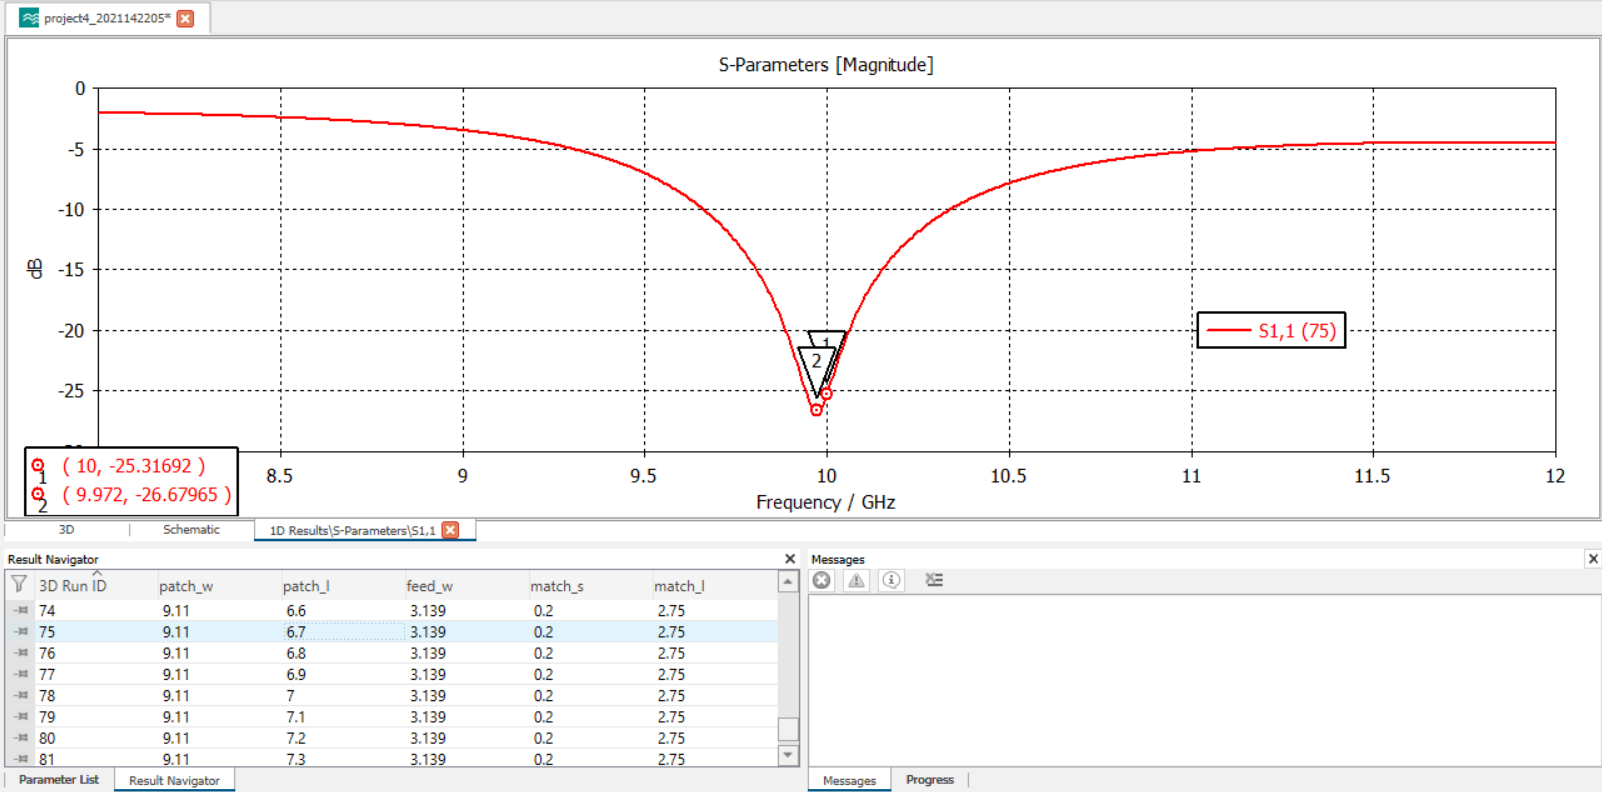 project4_2021142205*
S-Parameters [Magnitude]
0
-5
-10
-15
-20
-25
dB
1
2
S1,1 (75)
1 ( 10, -25.31692 )
2 ( 9.972, -26.67965 )
8.5 9 9.5 10 10.5 11 11.5 12
Frequency / GHz
3D Schematic 1D Results\S-Parameters\S1,1
Result Navigator
3D Run ID patch_w patch_l feed_w match_s match_l
74 9.11 6.6 3.139 0.2 2.75
75 9.11 6.7 3.139 0.2 2.75
76 9.11 6.8 3.139 0.2 2.75
77 9.11 6.9 3.139 0.2 2.75
78 9.11 7 3.139 0.2 2.75
79 9.11 7.1 3.139 0.2 2.75
80 9.11 7.2 3.139 0.2 2.75
81 9.11 7.3 3.139 0.2 2.75
Parameter List Result Navigator
Messages
Messages Progress